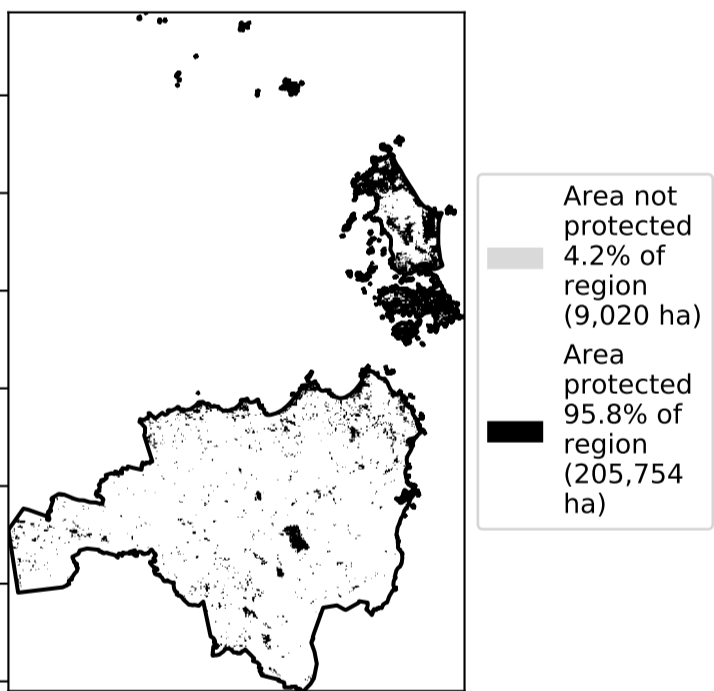 Area not
protected
4.2% of
region
(9,020 ha)
Area
protected
95.8% of
region
(205,754
ha)